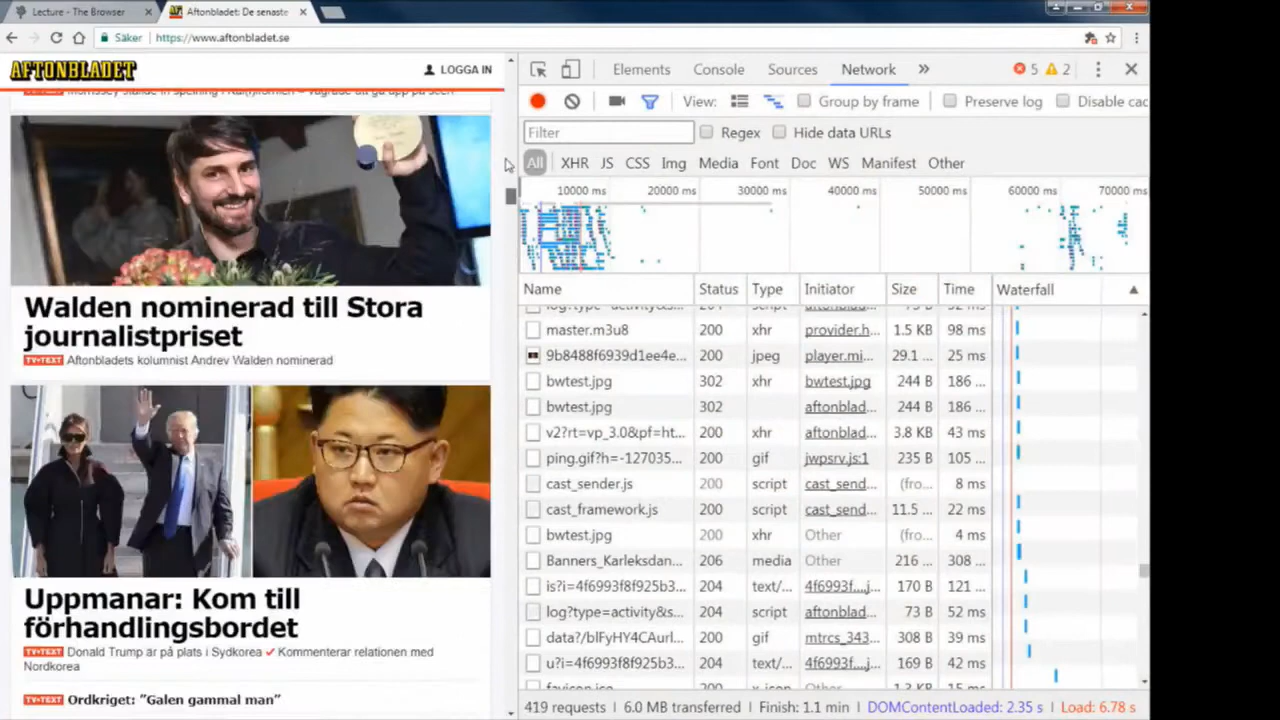 Lecture - The Browser
Aftonbladet: De senaste
Säker | https://www.aftonbladet.se
AFTONBLADET
LOGGA IN
Walden nominerad till Stora
journalistpriset
TV+TEXT Aftonbladets kolumnist Andrev Walden nominerad
Uppmanar: Kom till
förhandlingsbordet
TV+TEXT Donald Trump är på plats i Sydkorea ✔ Kommenterar relationen med
Nordkorea
TV+TEXT Ordkriget: ”Galen gammal man”
Elements Console Sources Network » 5 2
View: Group by frame Preserve log Disable cac
Filter Regex Hide data URLs
All XHR JS CSS Img Media Font Doc WS Manifest Other
10000 ms 20000 ms 30000 ms 40000 ms 50000 ms 60000 ms 70000 ms
Name Status Type Initiator Size Time Waterfall
master.m3u8 200 xhr provider.h... 1.5 KB 98 ms
9b8488f6939d1ee4e... 200 jpeg player.mi... 29.1 ... 25 ms
bwtest.jpg 302 xhr bwtest.jpg 244 B 186 ...
bwtest.jpg 302 aftonblad... 244 B 186 ...
v2?rt=vp_3.0&pf=ht... 200 xhr aftonblad... 3.8 KB 43 ms
ping.gif?h=-127035... 200 gif jwpsrv.js:1 235 B 105 ...
cast_sender.js 200 script cast_send... (fro... 8 ms
cast_framework.js 200 script cast_send... 11.5 ... 22 ms
bwtest.jpg 200 xhr Other (fro... 4 ms
Banners_Karleksdan... 206 media Other 216 ... 308 ...
is?i=4f6993f8f925b3... 204 text/... 4f6993f....j... 170 B 121 ...
log?type=activity&s... 204 script aftonblad... 73 B 52 ms
data?/blFyHY4CAurl... 200 gif mtrcs_343... 308 B 39 ms
u?i=4f6993f8f925b3... 204 text/... 4f6993f....j... 169 B 42 ms
419 requests | 6.0 MB transferred | Finish: 1.1 min | DOMContentLoaded: 2.35 s | Load: 6.78 s